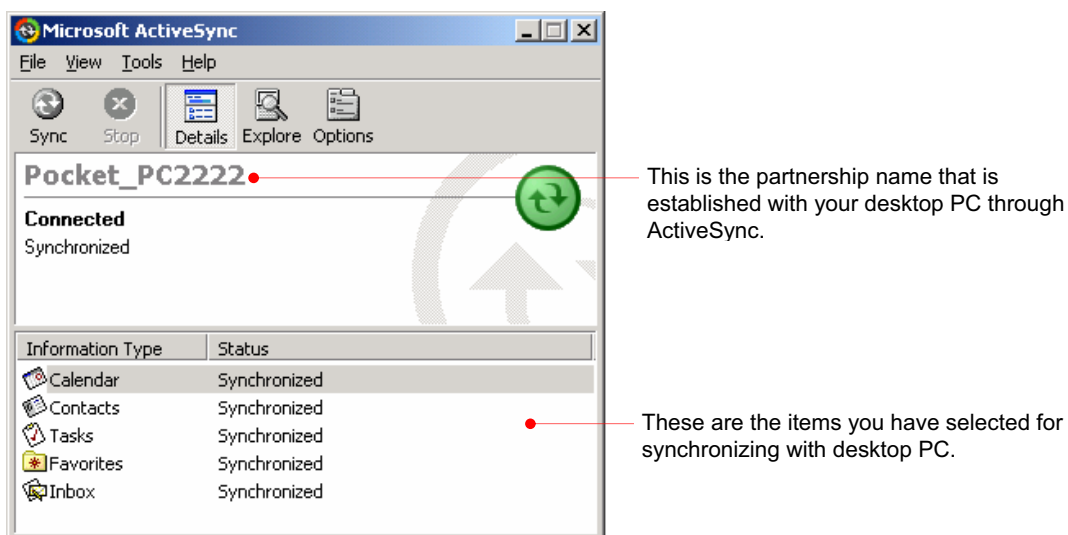 Microsoft ActiveSync
File View Tools Help
Sync Stop Details Explore Options
Pocket_PC2222
Connected
Synchronized
This is the partnership name that is
established with your desktop PC through
ActiveSync.
Information Type Status
Calendar Synchronized
Contacts Synchronized
Tasks Synchronized
Favorites Synchronized
Inbox Synchronized
These are the items you have selected for
synchronizing with desktop PC.